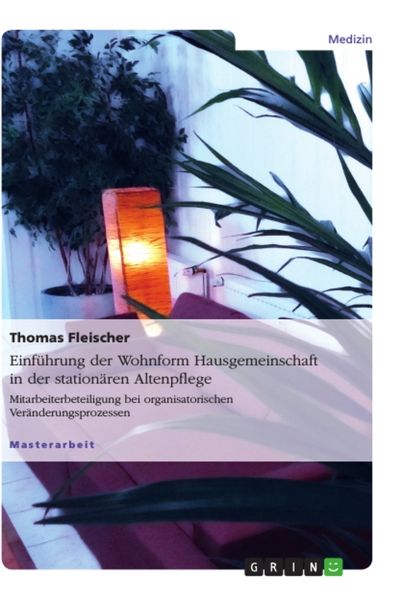 Medizin
Thomas Fleischer
Einführung der Wohnform Hausgemeinschaft
in der stationären Altenpflege
Mitarbeiterbeteiligung bei organisatorischen
Veränderungsprozessen
Masterarbeit
GRIN